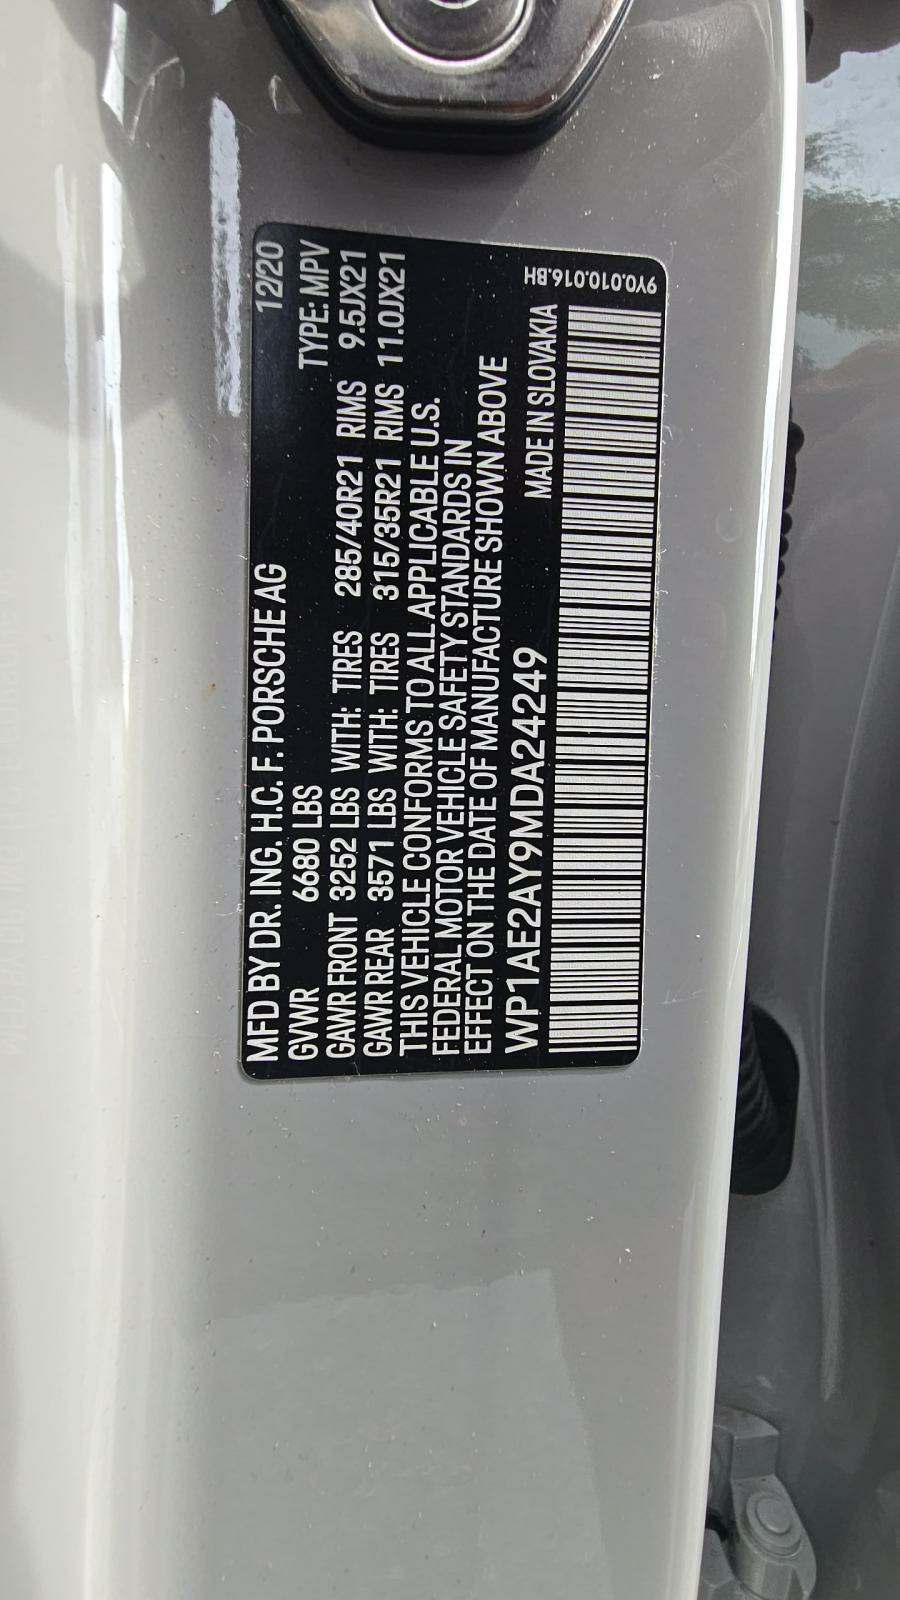 MFD BY DR. ING. H.C. F. PORSCHE AG 12/20
GVWR 6680 LBS TYPE: MPV
GAWR FRONT 3252 LBS WITH: TIRES 285/40R21 RIMS 9.5JX21
GAWR REAR 3571 LBS WITH: TIRES 315/35R21 RIMS 11.0JX21
THIS VEHICLE CONFORMS TO ALL APPLICABLE U.S.
FEDERAL MOTOR VEHICLE SAFETY STANDARDS IN
EFFECT ON THE DATE OF MANUFACTURE SHOWN ABOVE
WP1AE2AY9MDA24249 MADE IN SLOVAKIA
9Y0.010.016.BH